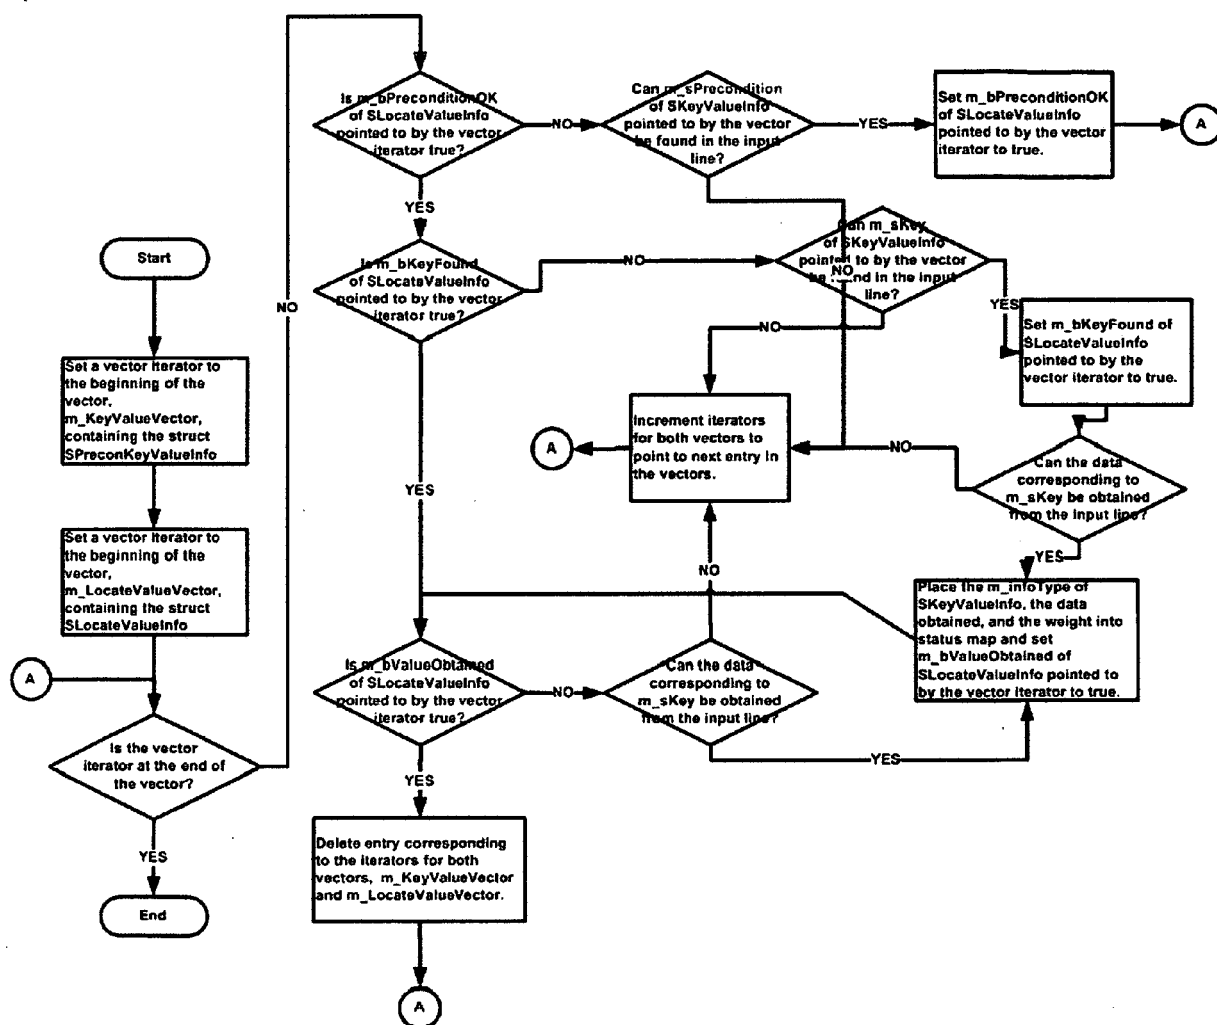 Is m_bPreconditionOK
of SLocateValueInfo
pointed to by the vector
iterator true?
NO
Can m_sPrecondition
of SKeyValueInfo
pointed to by the vector
be found in the input
line?
YES
Set m_bPreconditionOK
of SLocateValueInfo
pointed to by the vector
iterator to true.
A
YES
Start
Is m_bKeyFound
of SLocateValueInfo
pointed to by the vector
iterator true?
NO
Can m_sKey
of SKeyValueInfo
pointed to by the vector
be found in the input
line?
NO
YES
NO
NO
Set m_bKeyFound of
SLocateValueInfo
pointed to by the
vector iterator to true.
Set a vector iterator to
the beginning of the
vector,
m_KeyValueVector,
containing the struct
SPreconKeyValueInfo
Increment iterators
for both vectors to
point to next entry in
the vectors.
A
NO
Can the data
corresponding to
m_sKey be obtained
from the input line?
YES
YES
Set a vector iterator to
the beginning of the
vector,
m_LocateValueVector,
containing the struct
SLocateValueInfo
NO
Place the m_infoType of
SKeyValueInfo, the data
obtained, and the weight into
status map and set
m_bValueObtained of
SLocateValueInfo pointed to
by the vector iterator to true.
A
Is m_bValueObtained
of SLocateValueInfo
pointed to by the vector
iterator true?
NO
Can the data
corresponding to
m_sKey be obtained
from the input line?
YES
Is the vector
iterator at the end of
the vector?
YES
YES
Delete entry corresponding
to the iterators for both
vectors, m_KeyValueVector
and m_LocateValueVector.
End
A